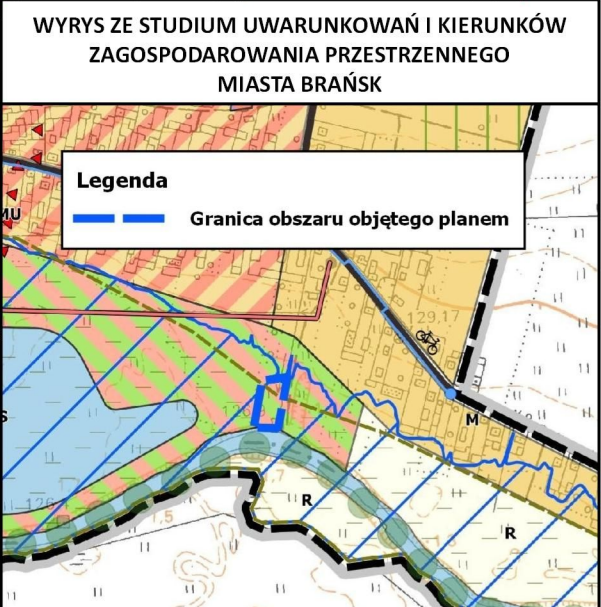 WYRYS ZE STUDIUM UWARUNKOWAŃ I KIERUNKÓW
ZAGOSPODAROWANIA PRZESTRZENNEGO
MIASTA BRAŃSK
Legenda
Granica obszaru objętego planem
MU
129,17
S
M
R
R